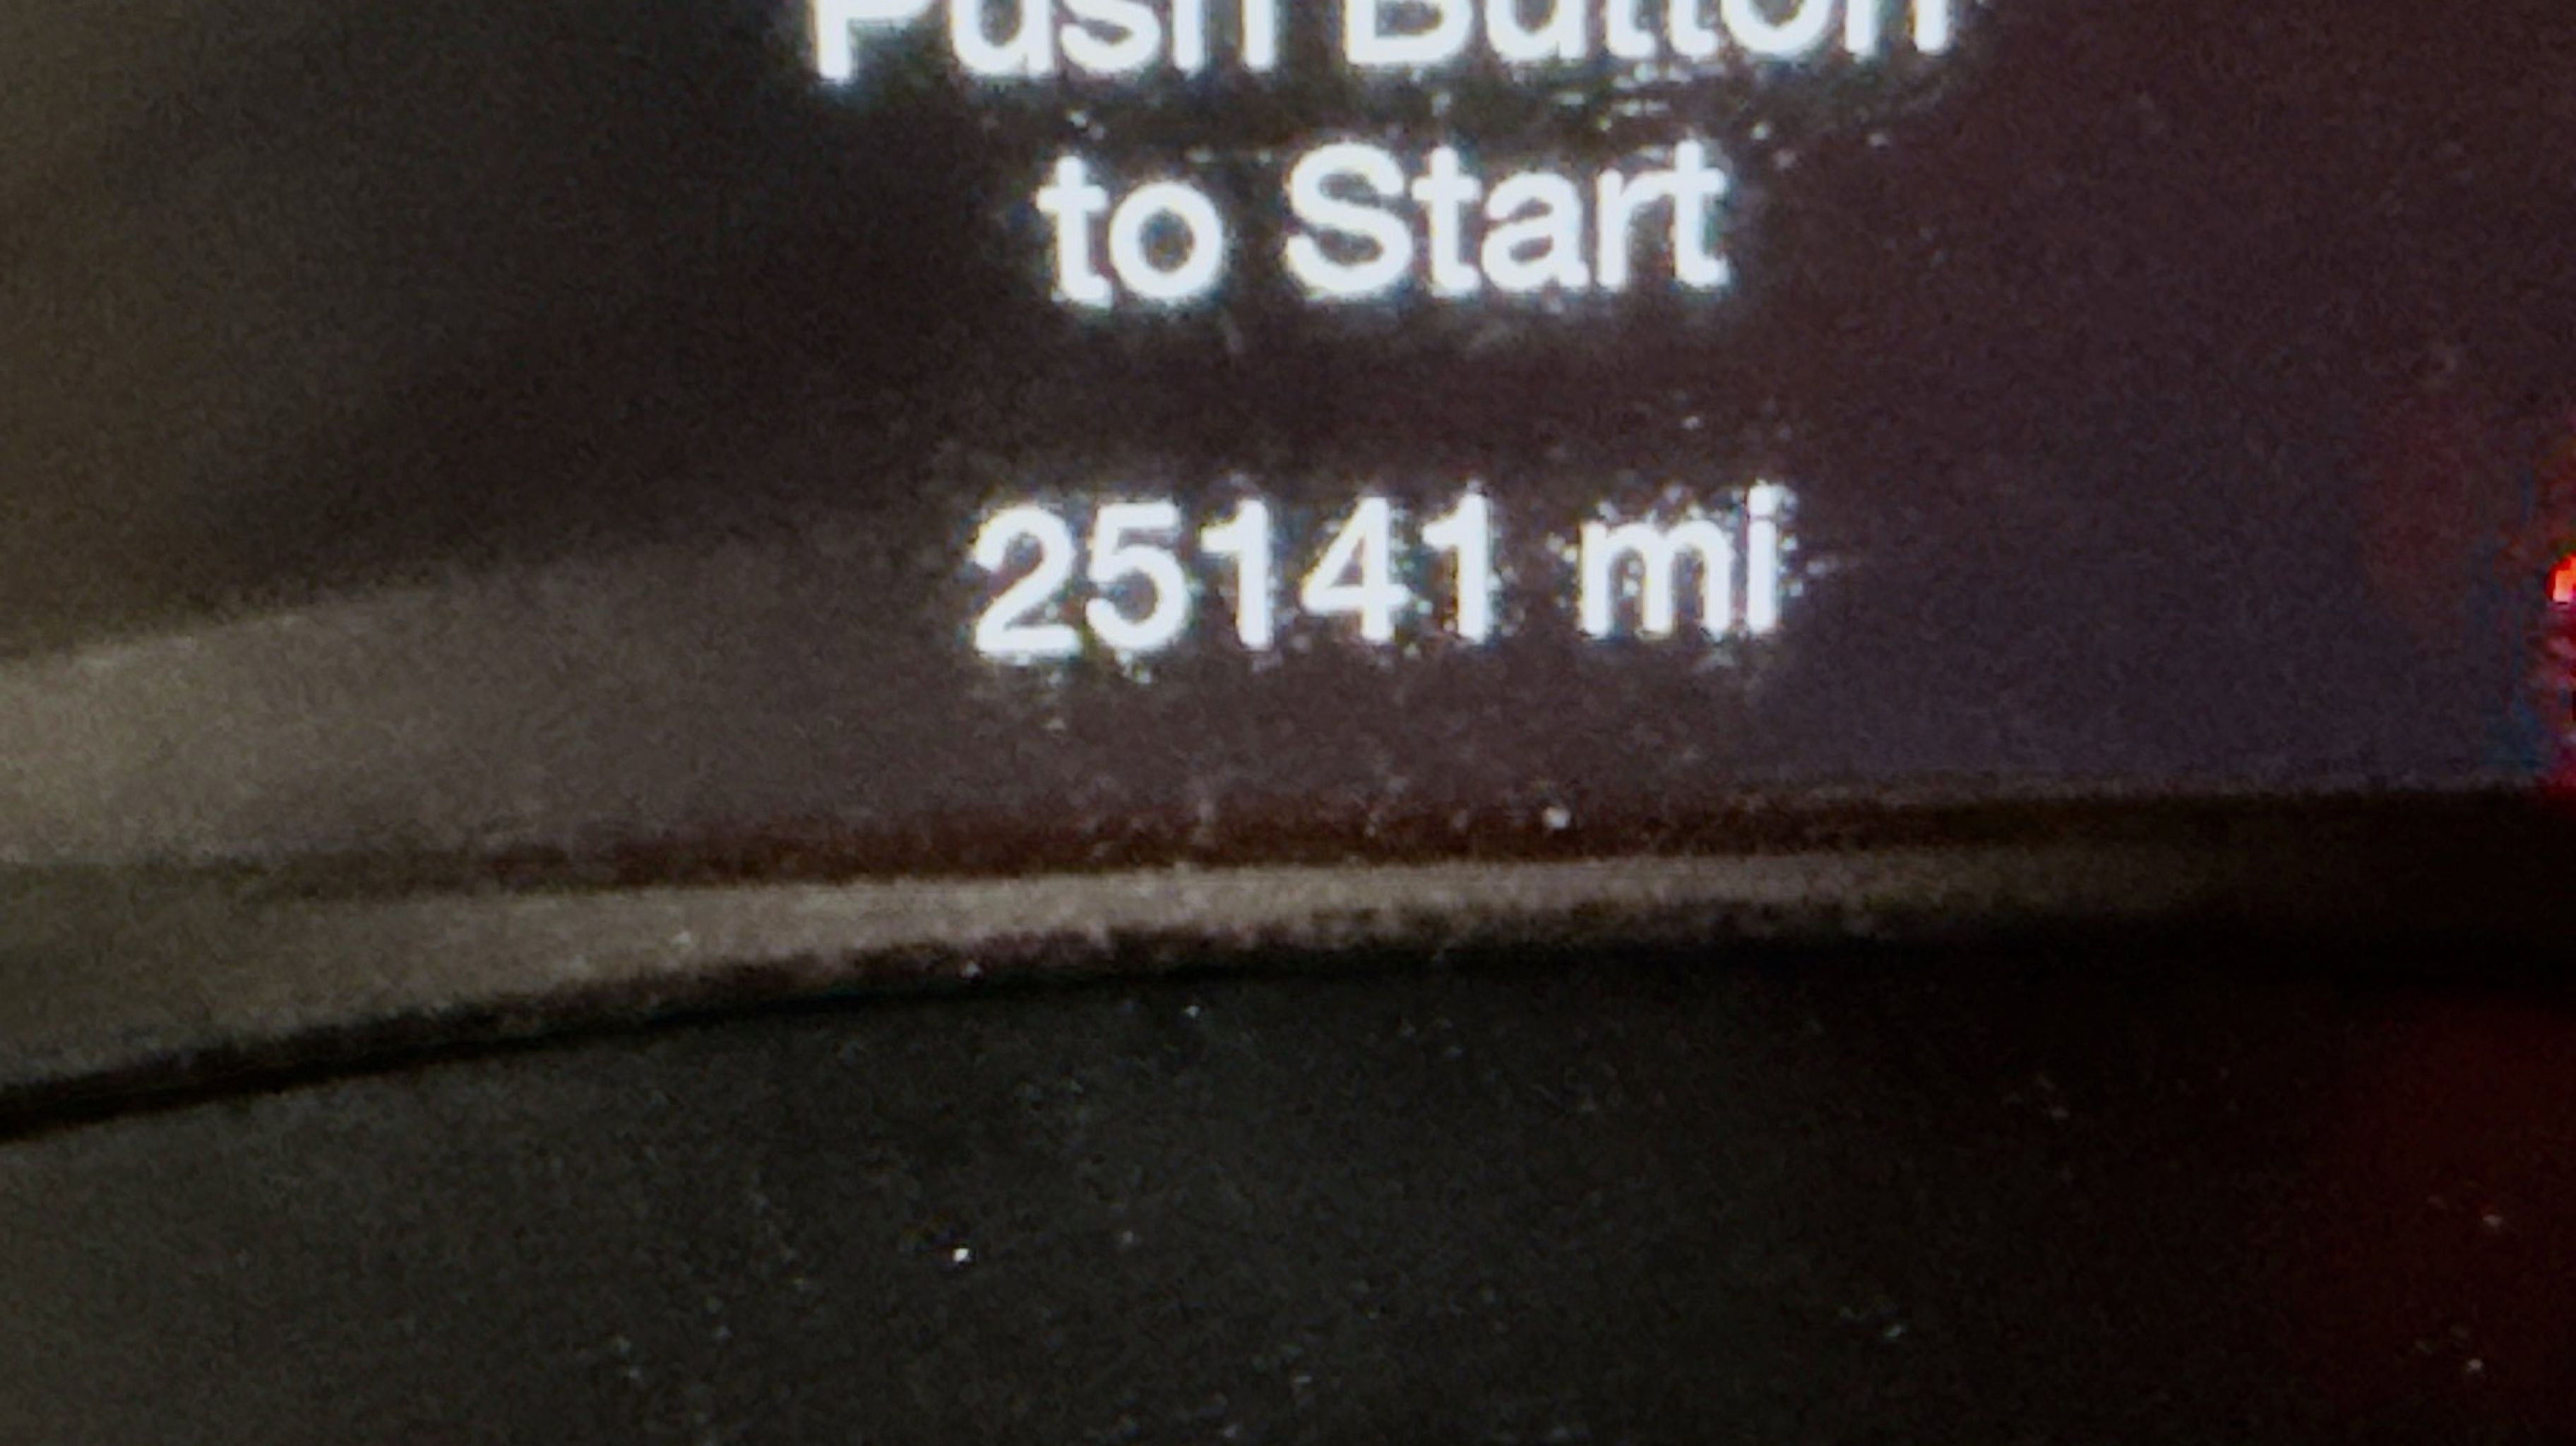 Push Button
to Start
25141 mi